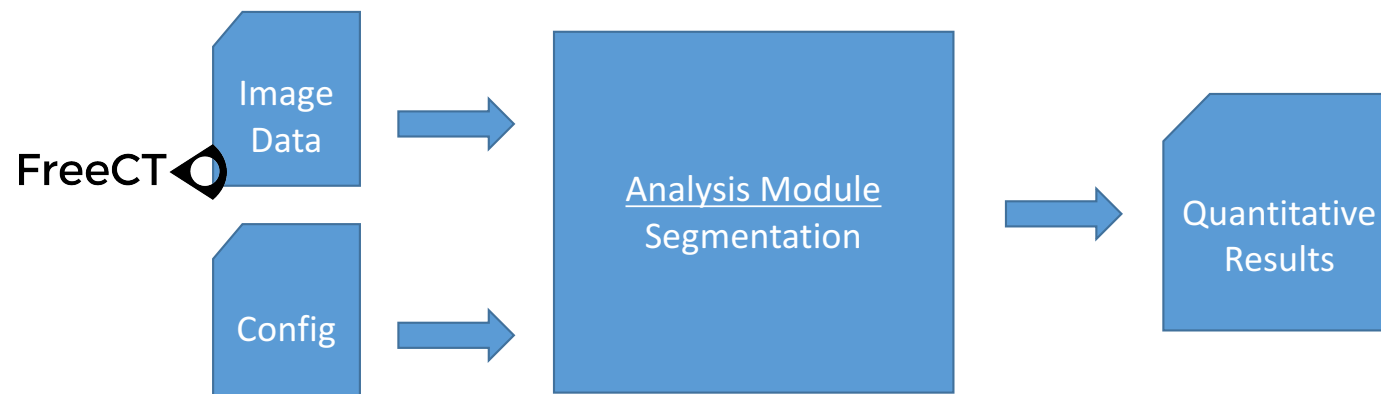 Image
Data
FreeCT
Config
Analysis Module
Segmentation
Quantitative
Results